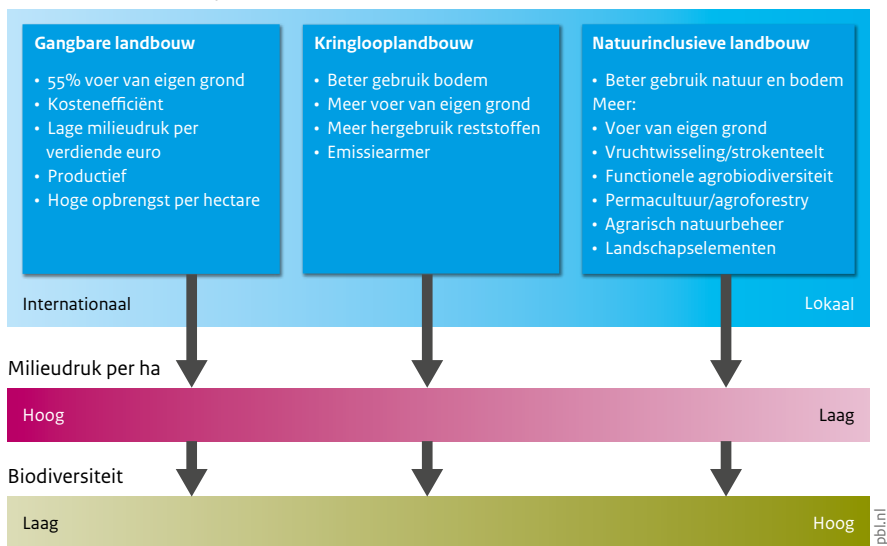 Gangbare landbouw
• 55% voer van eigen grond
• Kostenefficiënt
• Lage milieudruk per
verdiende euro
• Productief
• Hoge opbrengst per hectare
Kringlooplandbouw
• Beter gebruik bodem
• Meer voer van eigen grond
• Meer hergebruik reststoffen
• Emissiearmer
Natuurinclusieve landbouw
• Beter gebruik natuur en bodem
Meer:
• Voer van eigen grond
• Vruchtwisseling/strokenteelt
• Functionele agrobiodiversiteit
• Permacultuur/agroforestry
• Agrarisch natuurbeheer
• Landschapselementen
Internationaal
Lokaal
Milieudruk per ha
Hoog
Laag
Biodiversiteit
Laag
Hoog
pbl.nl